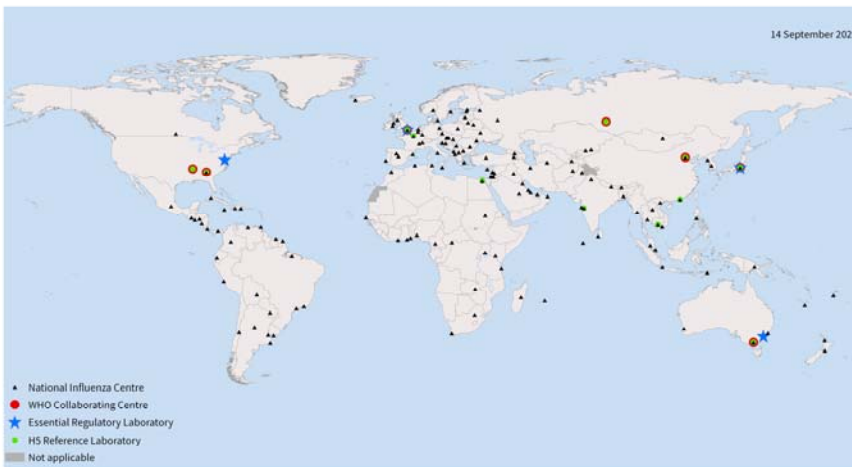 14 September 202
National Influenza Centre
WHO Collaborating Centre
Essential Regulatory Laboratory
H5 Reference Laboratory
Not applicable